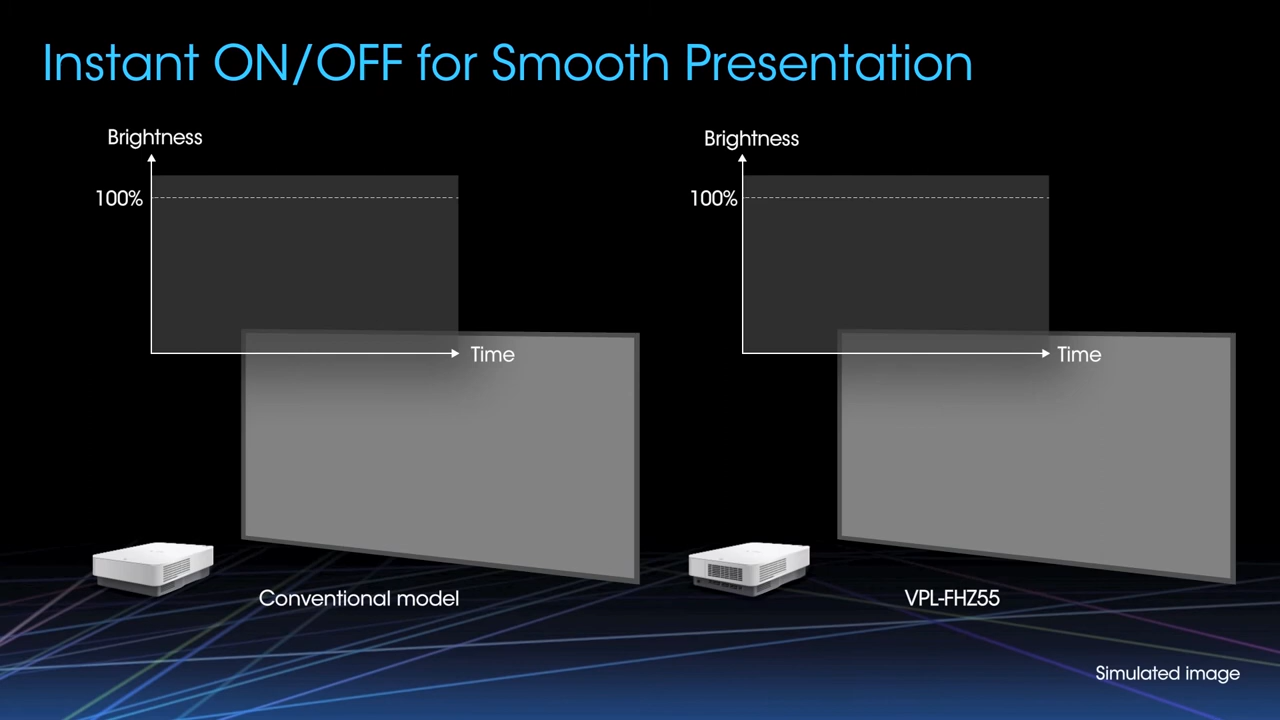 Instant ON/OFF for Smooth Presentation
Brightness
100%
Time
Conventional model
Brightness
100%
Time
VPL-FHZ55
Simulated image